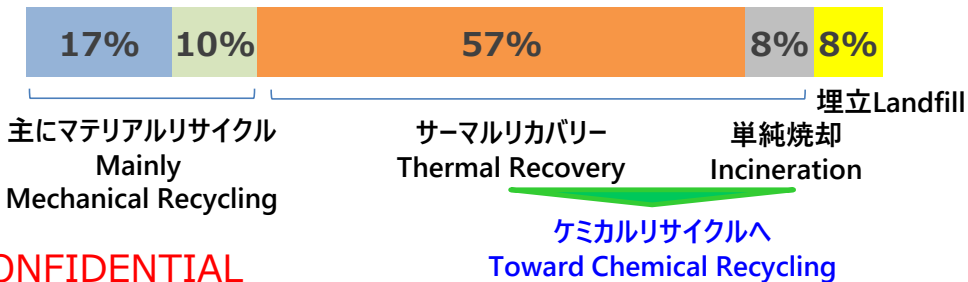 17% 10% 57% 8% 8%
埋立Landfill
主にマテリアルリサイクル
Mainly
Mechanical Recycling
サーマルリカバリー
Thermal Recovery
単純焼却
Incineration
ケミカルリサイクルへ
Toward Chemical Recycling
ONFIDENTIAL